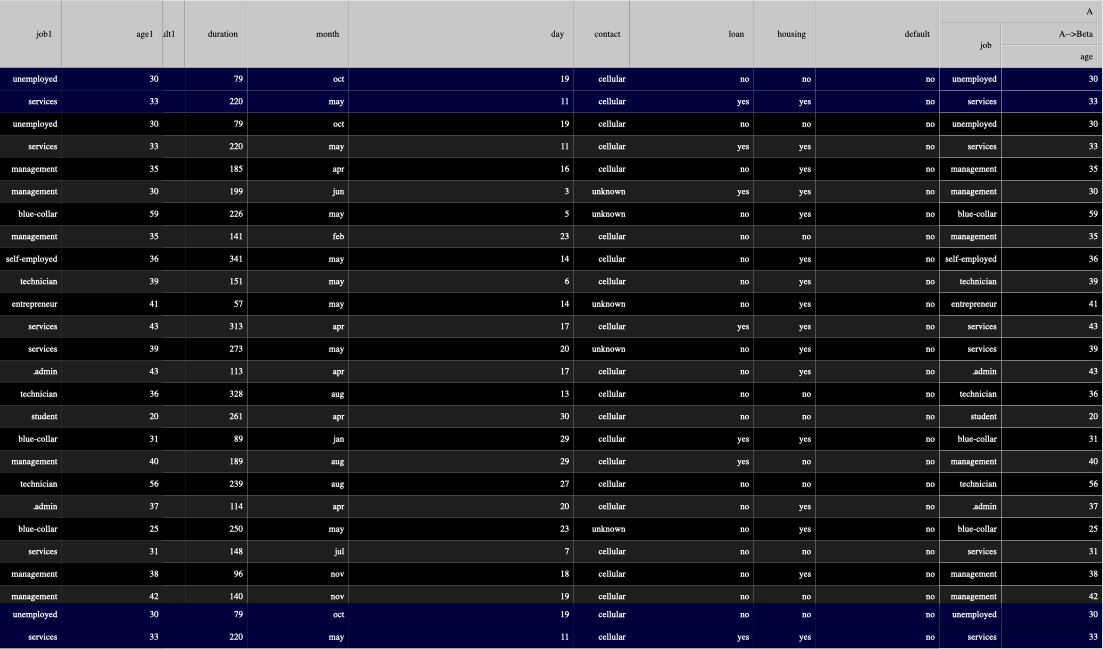 A
job1 age1 ult1 duration month day contact loan housing default job A-->Beta
age
unemployed 30 79 oct 19 cellular no no no unemployed 30
services 33 220 may 11 cellular yes yes no services 33
unemployed 30 79 oct 19 cellular no no no unemployed 30
services 33 220 may 11 cellular yes yes no services 33
management 35 185 apr 16 cellular no yes no management 35
management 30 199 jun 3 unknown yes yes no management 30
blue-collar 59 226 may 5 unknown no yes no blue-collar 59
management 35 141 feb 23 cellular no no no management 35
self-employed 36 341 may 14 cellular no yes no self-employed 36
technician 39 151 may 6 cellular no yes no technician 39
entrepreneur 41 57 may 14 unknown no yes no entrepreneur 41
services 43 313 apr 17 cellular yes yes no services 43
services 39 273 may 20 unknown no yes no services 39
.admin 43 113 apr 17 cellular no yes no .admin 43
technician 36 328 aug 13 cellular no no no technician 36
student 20 261 apr 30 cellular no no no student 20
blue-collar 31 89 jan 29 cellular yes yes no blue-collar 31
management 40 189 aug 29 cellular yes no no management 40
technician 56 239 aug 27 cellular no no no technician 56
.admin 37 114 apr 20 cellular no yes no .admin 37
blue-collar 25 250 may 23 unknown no yes no blue-collar 25
services 31 148 jul 7 cellular no no no services 31
management 38 96 nov 18 cellular no yes no management 38
management 42 140 nov 19 cellular no no no management 42
unemployed 30 79 oct 19 cellular no no no unemployed 30
services 33 220 may 11 cellular yes yes no services 33